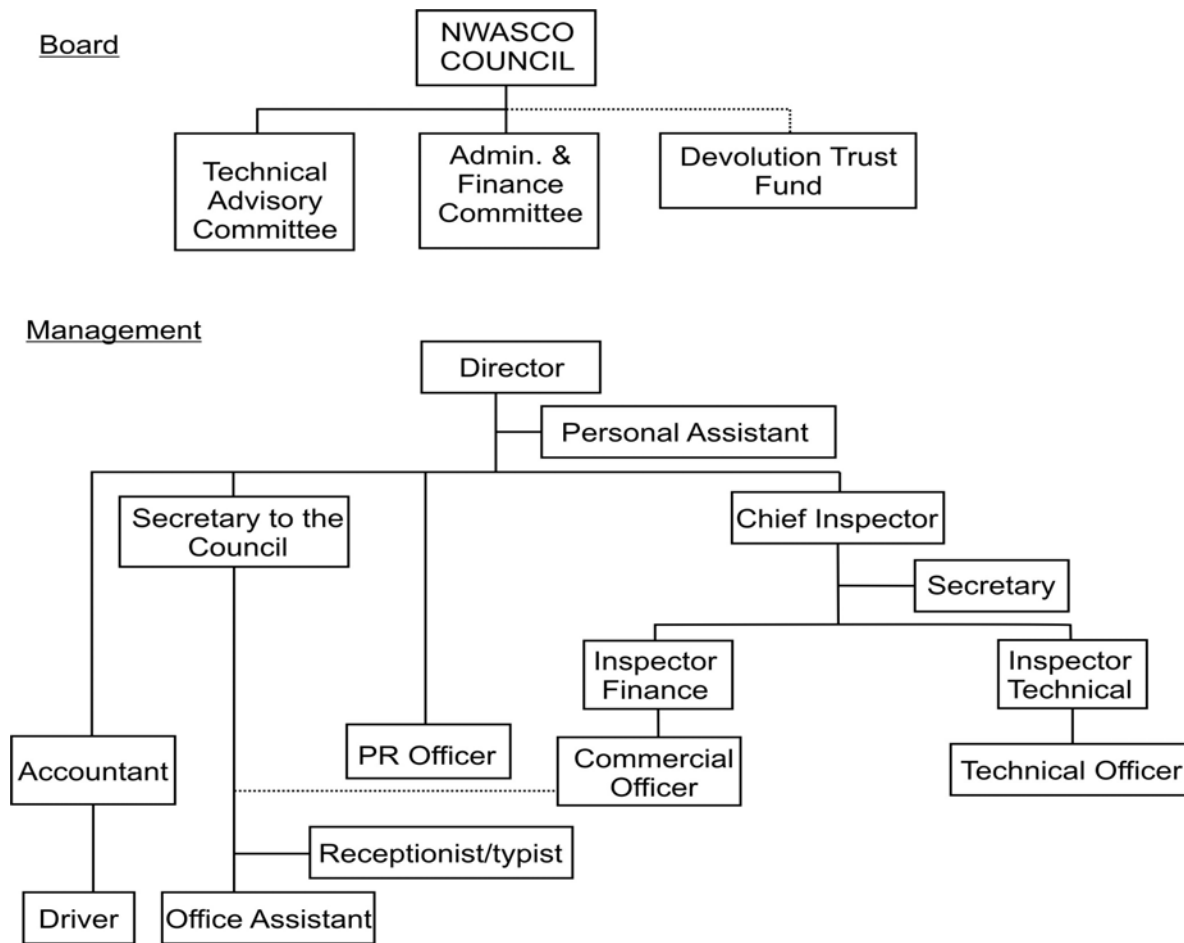 Board
NWASCO
COUNCIL
Technical
Advisory
Committee
Admin. &
Finance
Committee
Devolution Trust
Fund
Management
Director
Personal Assistant
Secretary to the
Council
Chief Inspector
Secretary
Inspector
Finance
Inspector
Technical
Accountant
PR Officer
Commercial
Officer
Technical Officer
Receptionist/typist
Driver
Office Assistant